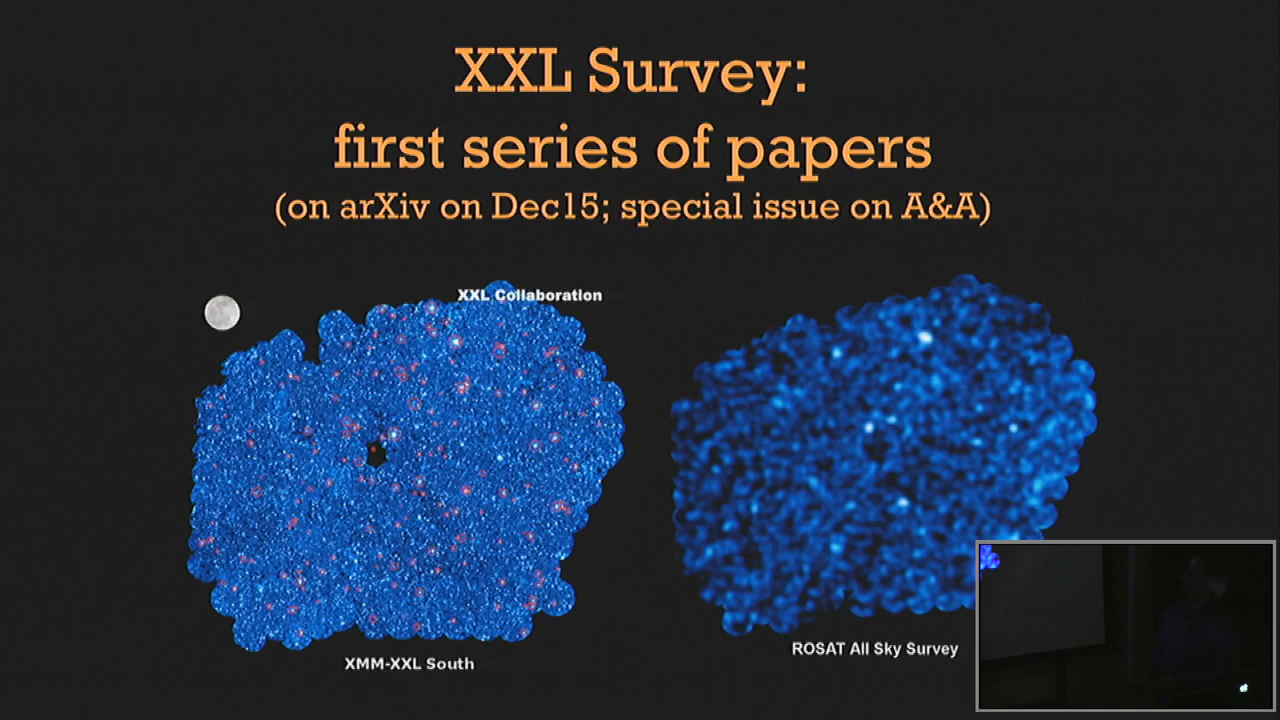 XXL Survey:
first series of papers
(on arXiv on Dec15; special issue on A&A)
XXL Collaboration
XMM-XXL South
ROSAT All Sky Survey